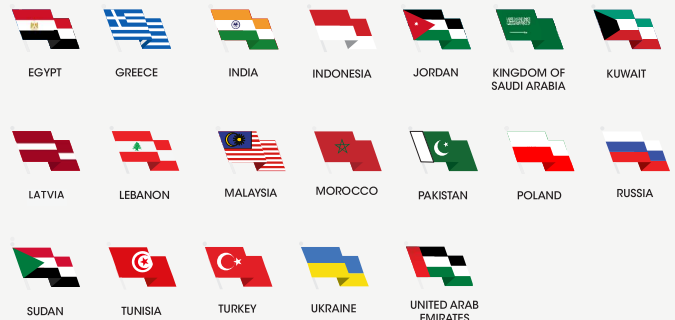 EGYPT
GREECE
INDIA
INDONESIA
JORDAN
KINGDOM OF
SAUDI ARABIA
KUWAIT
LATVIA
LEBANON
MALAYSIA
MOROCCO
PAKISTAN
POLAND
RUSSIA
SUDAN
TUNISIA
TURKEY
UKRAINE
UNITED ARAB
EMIRATES